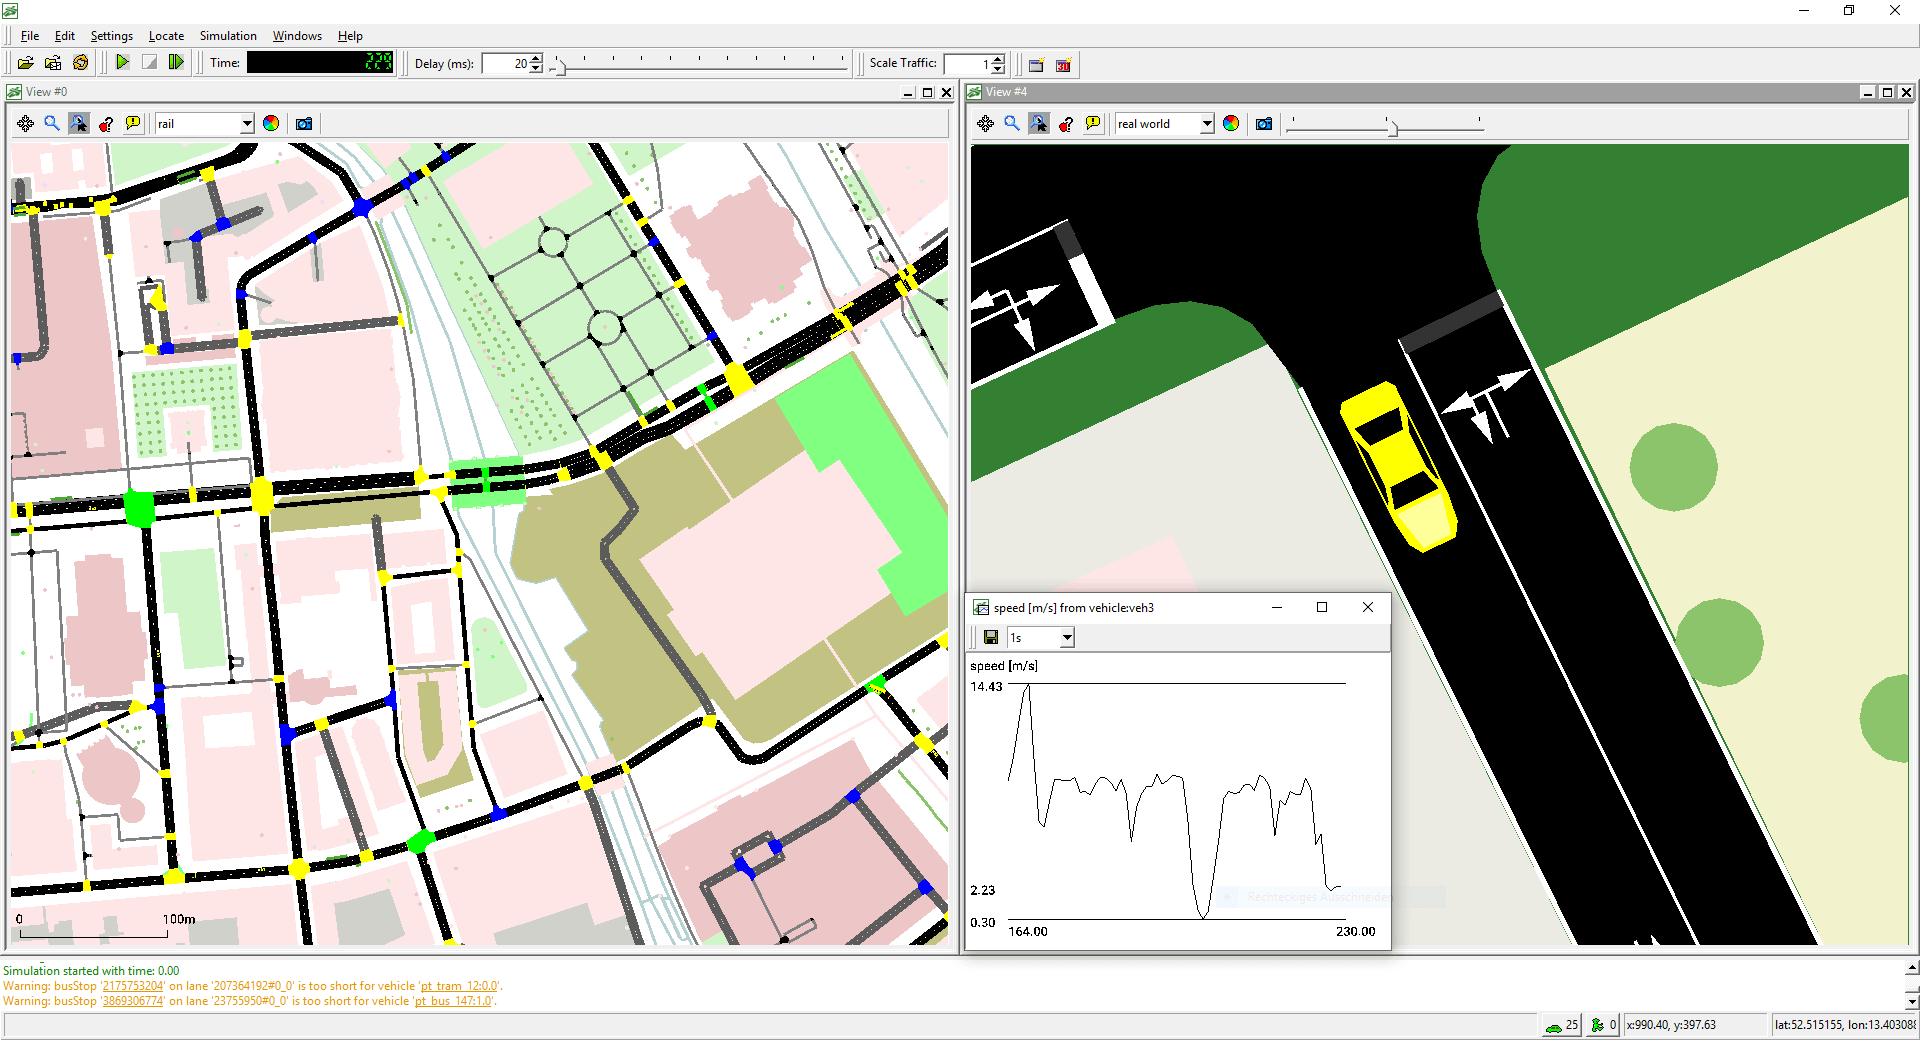 File Edit Settings Locate Simulation Windows Help
Time: 229 Delay (ms): 20 Scale Traffic: 1
View #0
rail
0 100m
View #4
real world
speed [m/s] from vehicle:veh3
1s
speed [m/s]
14.43
2.23
0.30
164.00 230.00
Rechteckiges Ausschneiden
Simulation started with time: 0.00
Warning: busStop '2175753204' on lane '207364192#0_0' is too short for vehicle 'pt_tram_12:0.0'.
Warning: busStop '3869306774' on lane '23755950#0_0' is too short for vehicle 'pt_bus_147:1.0'.
25 0 x:990.40, y:397.63 lat:52.515155, lon:13.403088